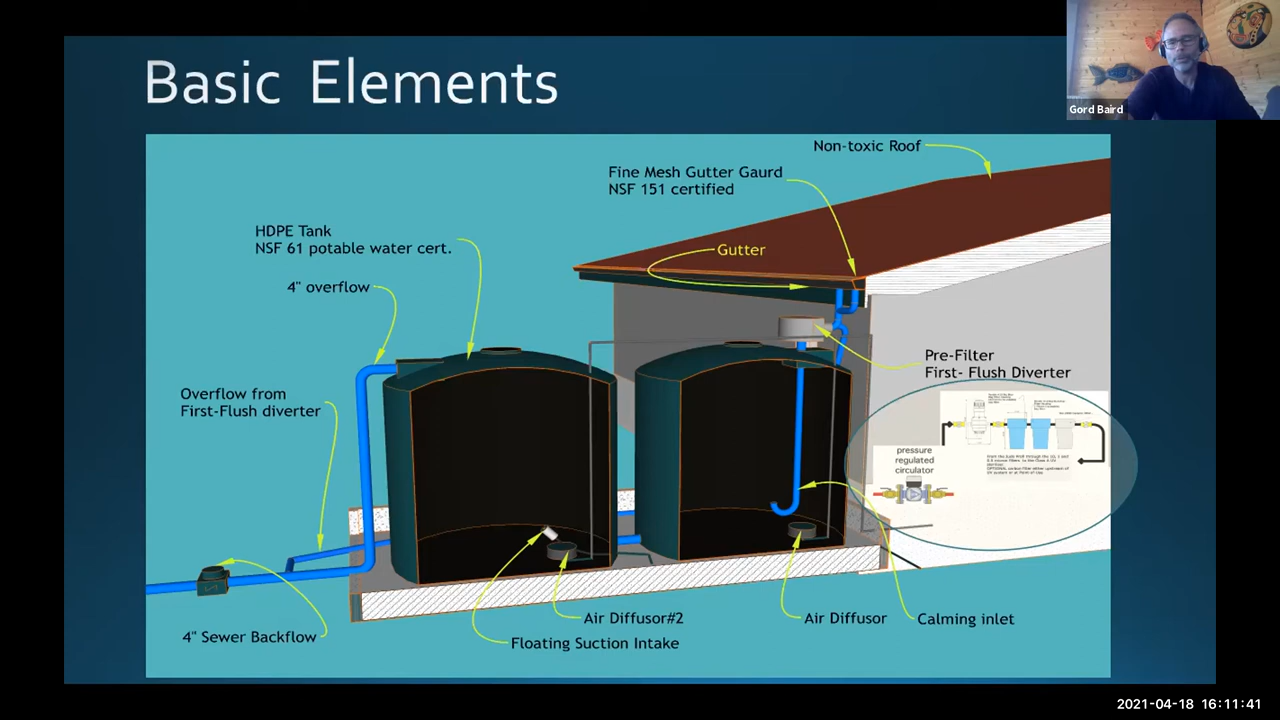 Basic Elements
Gord Baird
Non-toxic Roof
Fine Mesh Gutter Gaurd
NSF 151 certified
HDPE Tank
NSF 61 potable water cert.
Gutter
4" overflow
Pre-Filter
First- Flush Diverter
Overflow from
First-Flush diverter
pressure
regulated
circulator
Air Diffusor#2
Air Diffusor
Calming inlet
4" Sewer Backflow
Floating Suction Intake
2021-04-18 16:11:41